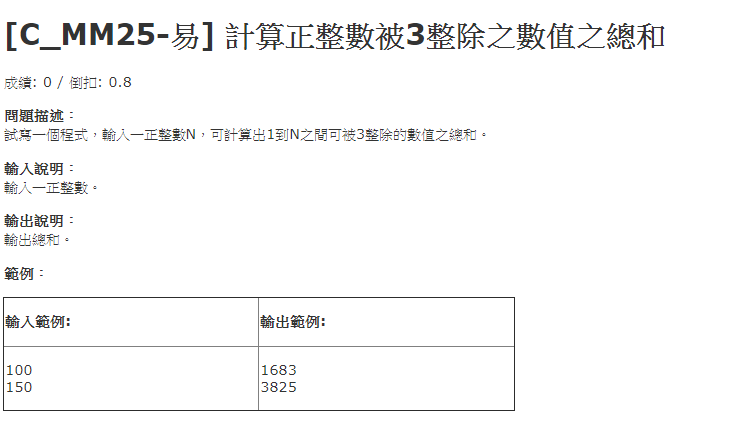 [C_MM25-易] 計算正整數被3整除之數值之總和
成績: 0 / 倒扣: 0.8
問題描述：
試寫一個程式，輸入一正整數N，可計算出1到N之間可被3整除的數值之總和。
輸入說明：
輸入一正整數。
輸出說明：
輸出總和。
範例：
輸入範例:
輸出範例:
100
150
1683
3825